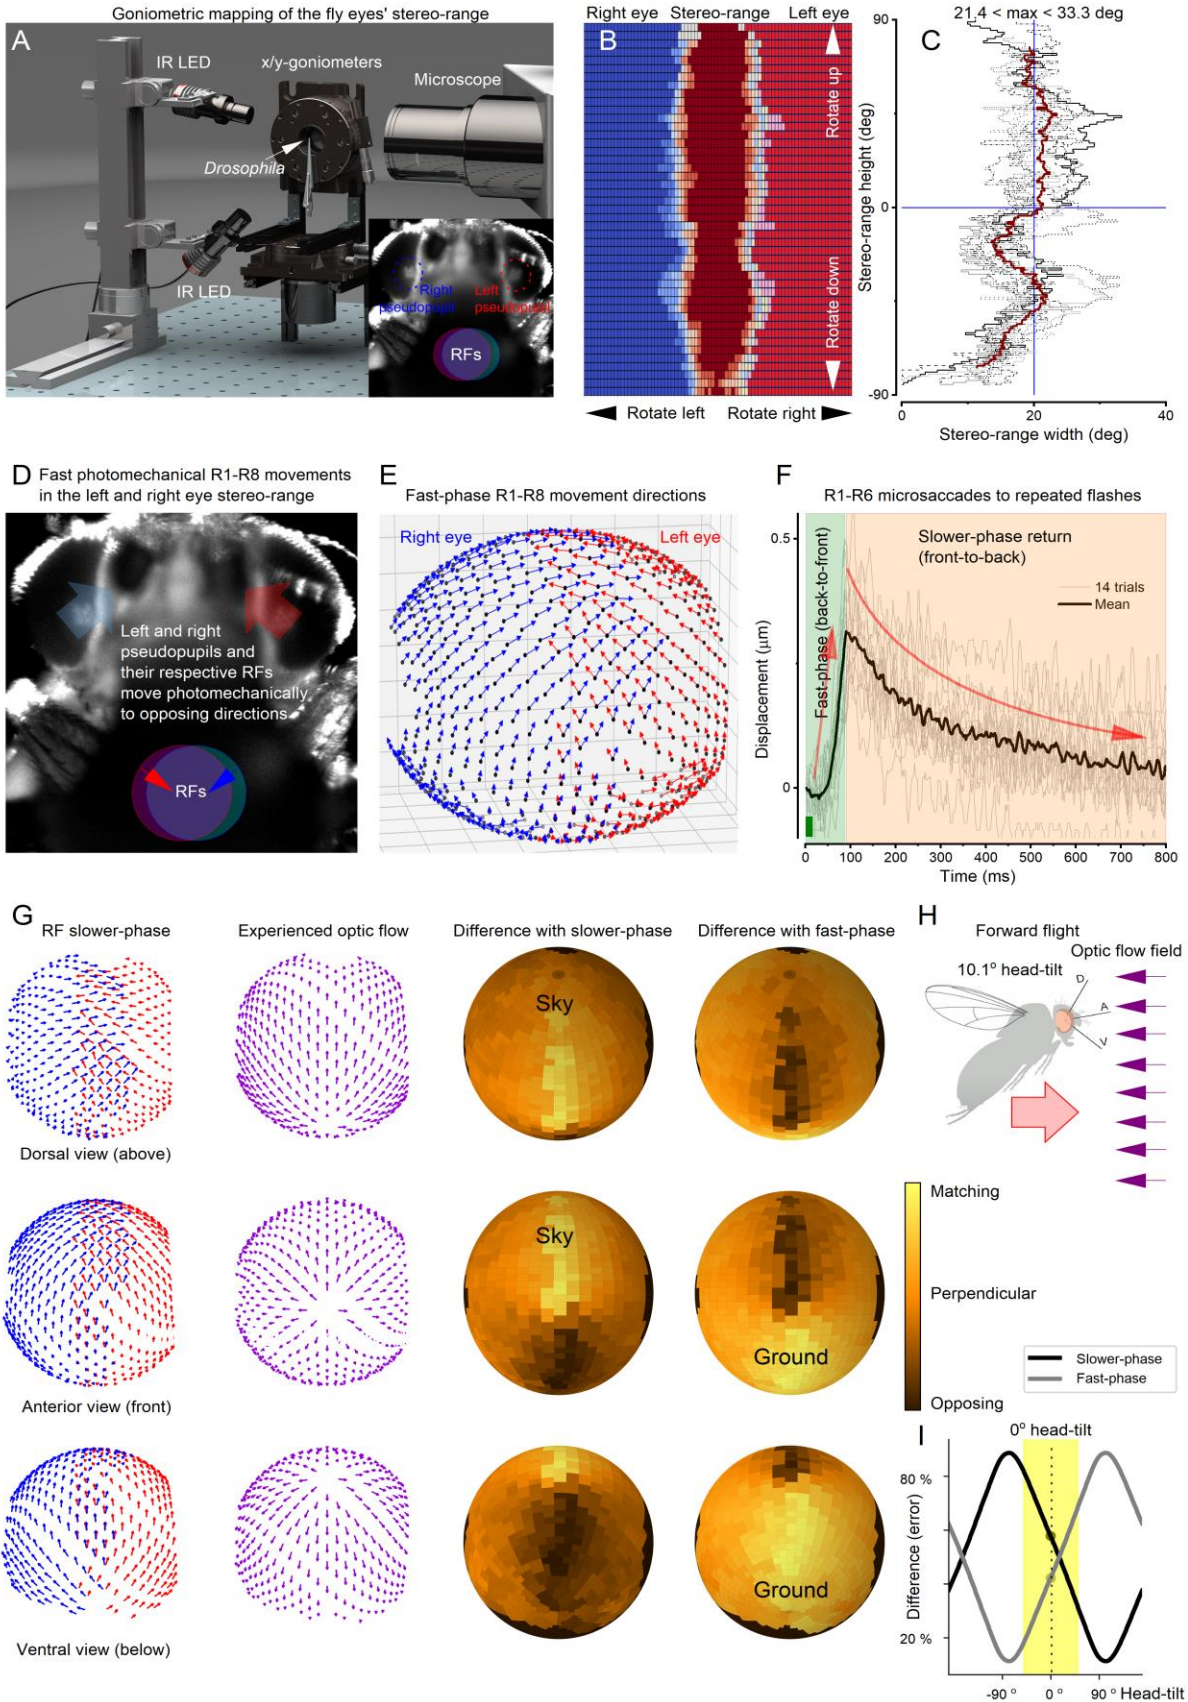 Goniometric mapping of the fly eyes' stereo-range
A
IR LED
x/y-goniometers
Microscope
Drosophila
IR LED
Right
pseudopupil
Left
pseudopupil
RFs
B
Right eye
Stereo-range
Left eye
Rotate up
Rotate down
Rotate left
Rotate right
C
21.4 < max < 33.3 deg
90
0
-90
Stereo-range height (deg)
0
20
40
Stereo-range width (deg)
D
Fast photomechanical R1-R8 movements
in the left and right eye stereo-range
Left and right
pseudopupils and
their respective RFs
move photomechanically
to opposing directions
RFs
E
Fast-phase R1-R8 movement directions
Right eye
Left eye
F
R1-R6 microsaccades to repeated flashes
Fast-phase (back-to-front)
Slower-phase return
(front-to-back)
14 trials
Mean
0.5
0
Displacement (μm)
0
100
200
300
400
500
600
700
800
Time (ms)
G
RF slower-phase
Experienced optic flow
Difference with slower-phase
Difference with fast-phase
Sky
Dorsal view (above)
Sky
Ground
Anterior view (front)
Ground
Ventral view (below)
H
Forward flight
Optic flow field
10.1° head-tilt
D
A
V
Matching
Perpendicular
Opposing
Slower-phase
Fast-phase
I
0° head-tilt
80 %
20 %
Difference (error)
-90 °
0 °
90 °
Head-tilt